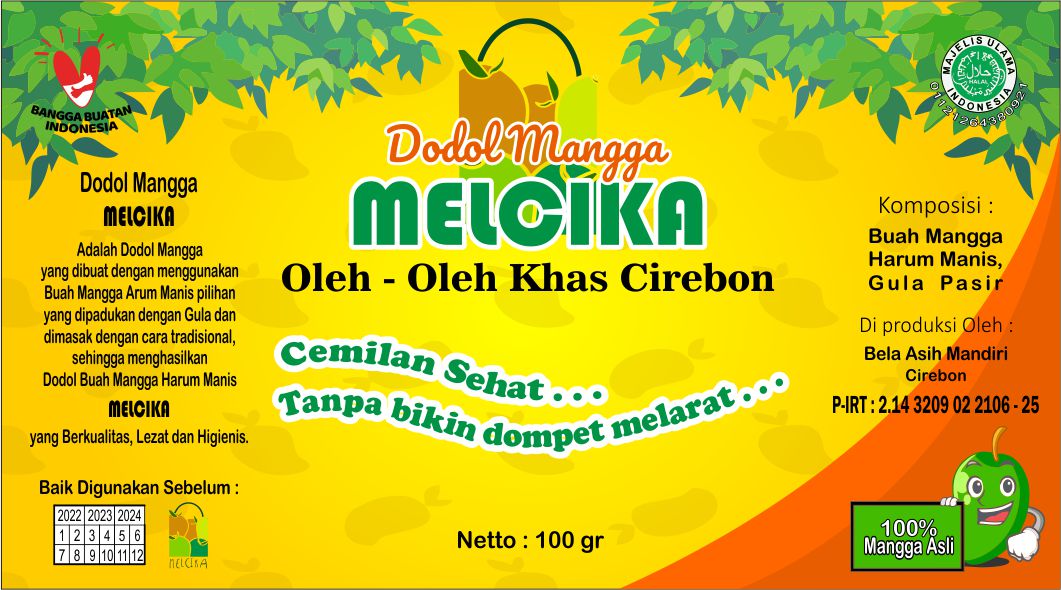 BANGGA BUATAN
INDONESIA
Dodol Mangga
MELCIKA
Adalah Dodol Mangga
yang dibuat dengan menggunakan
Buah Mangga Arum Manis pilihan
yang dipadukan dengan Gula dan
dimasak dengan cara tradisional,
sehingga menghasilkan
Dodol Buah Mangga Harum Manis
MELCIKA
yang Berkualitas, Lezat dan Higienis.
Baik Digunakan Sebelum :
2022 2023 2024
1 2 3 4 5 6
7 8 9 10 11 12
MELCIKA
Dodol Mangga
MELCIKA
Oleh - Oleh Khas Cirebon
Cemilan Sehat . . .
Tanpa bikin dompet melarat . . .
Netto : 100 gr
MAJELIS ULAMA
حلال
HALAL
INDONESIA
01121264380921
Komposisi :
Buah Mangga
Harum Manis,
Gula Pasir
Di produksi Oleh :
Bela Asih Mandiri
Cirebon
P-IRT : 2.14 3209 02 2106 - 25
100%
Mangga Asli